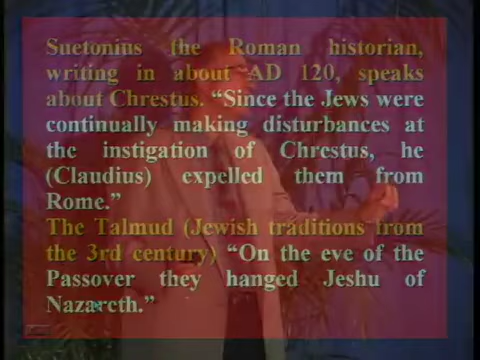 Suetonius the Roman historian,
writing in about AD 120, speaks
about Chrestus. “Since the Jews were
continually making disturbances at
the instigation of Chrestus, he
(Claudius) expelled them from
Rome.”
The Talmud (Jewish traditions from
the 3rd century) “On the eve of the
Passover they hanged Jeshu of
Nazareth.”